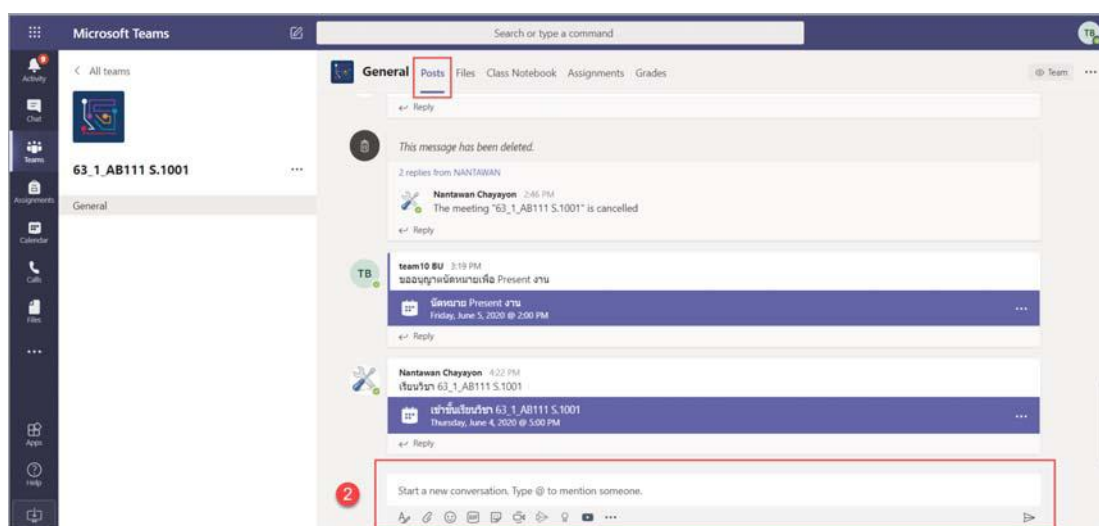 Microsoft Teams
Search or type a command
TB
Activity
Chat
Teams
Assignments
Calendar
Calls
Files
Apps
Help
< All teams
63_1_AB111 S.1001
General
General Posts Files Class Notebook Assignments Grades
Team
Reply
This message has been deleted.
2 replies from NANTAWAN
Nantawan Chayayon 2:46 PM
The meeting "63_1_AB111 S.1001" is cancelled
Reply
TB
team10 BU 3:19 PM
ขออนุญาตนัดหมายเพื่อ Present งาน
นัดหมาย Present งาน
Friday, June 5, 2020 @ 2:00 PM
Reply
Nantawan Chayayon 4:22 PM
เรียนวิชา 63_1_AB111 S.1001
เข้าชั้นเรียนวิชา 63_1_AB111 S.1001
Thursday, June 4, 2020 @ 5:00 PM
Reply
2
Start a new conversation. Type @ to mention someone.